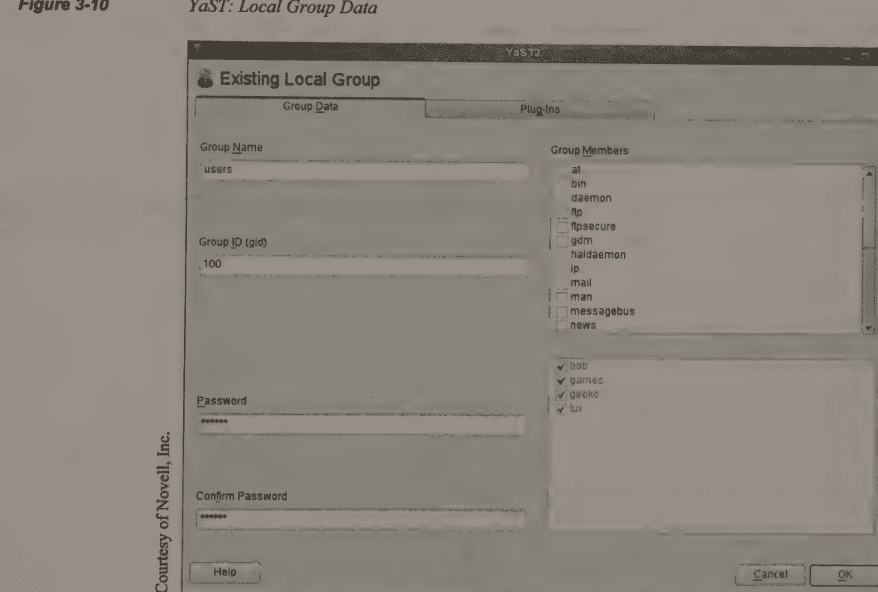 Figure 3-10 YaST: Local Group Data
YaST2
Existing Local Group
Group Data
Plug-Ins
Group Name
users
Group ID (gid)
100
Password
******
Confirm Password
******
Group Members
at
bin
daemon
ftp
ftpsecure
gdm
haldaemon
lp
mail
man
messagebus
news
bob
games
geeko
tux
Help
Cancel
OK
Courtesy of Novell, Inc.